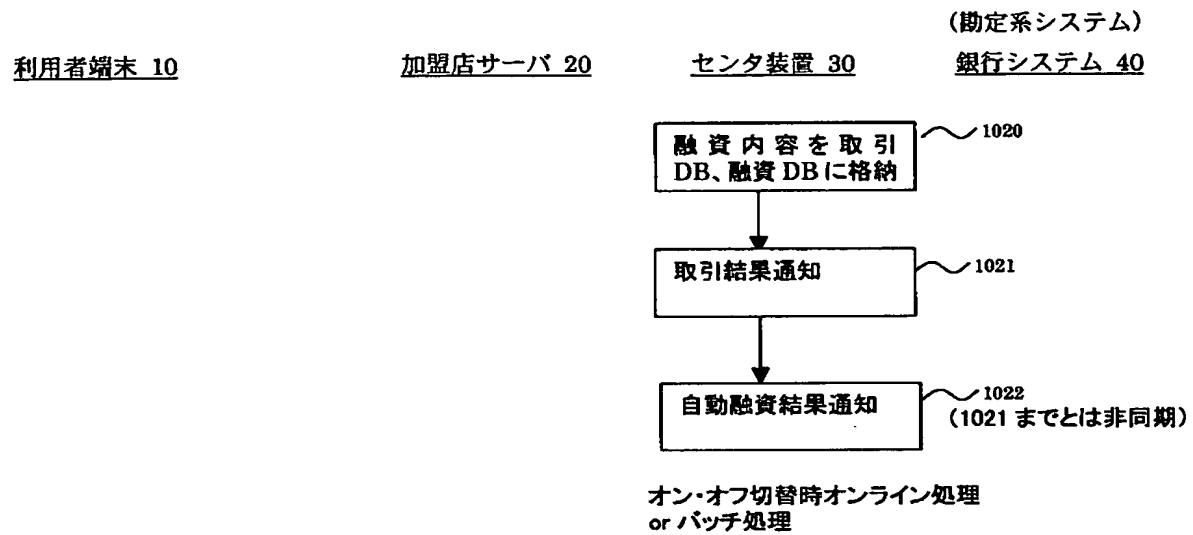 (勘定系システム)
利用者端末 10
加盟店サーバ 20
センタ装置 30
銀行システム 40
融資内容を取引
DB、融資DBに格納
1020
取引結果通知
1021
自動融資結果通知
1022
(1021までとは非同期)
オン・オフ切替時オンライン処理
or バッチ処理